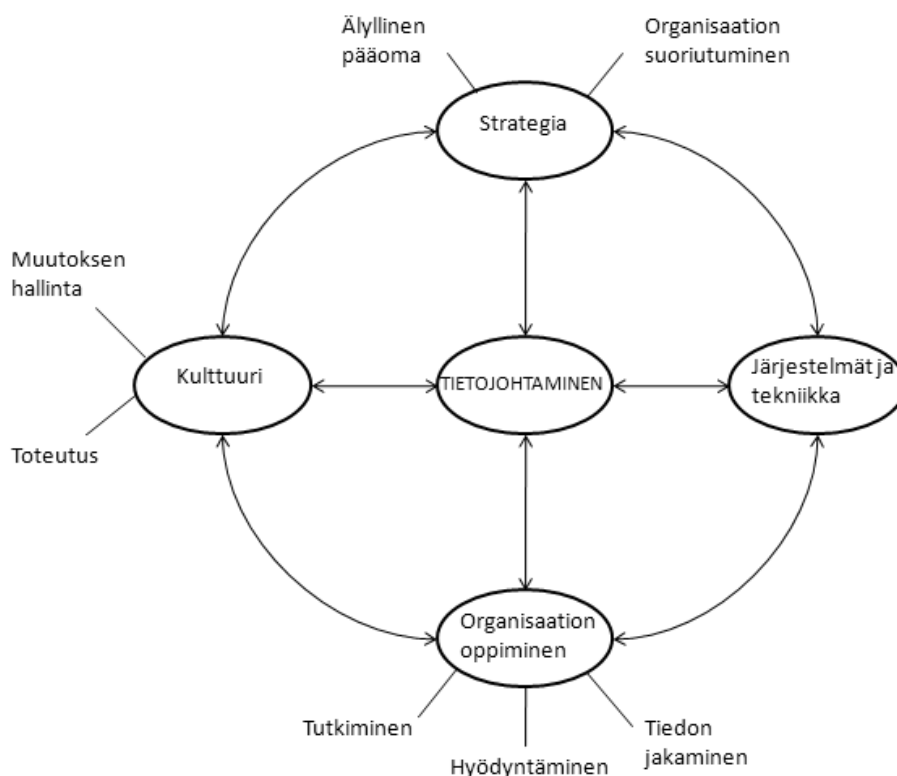 Älyllinen
pääoma
Organisaation
suoriutuminen
Strategia
Muutoksen
hallinta
Kulttuuri
TIETOJOHTAMINEN
Järjestelmät ja
tekniikka
Toteutus
Organisaation
oppiminen
Tutkiminen
Hyödyntäminen
Tiedon
jakaminen